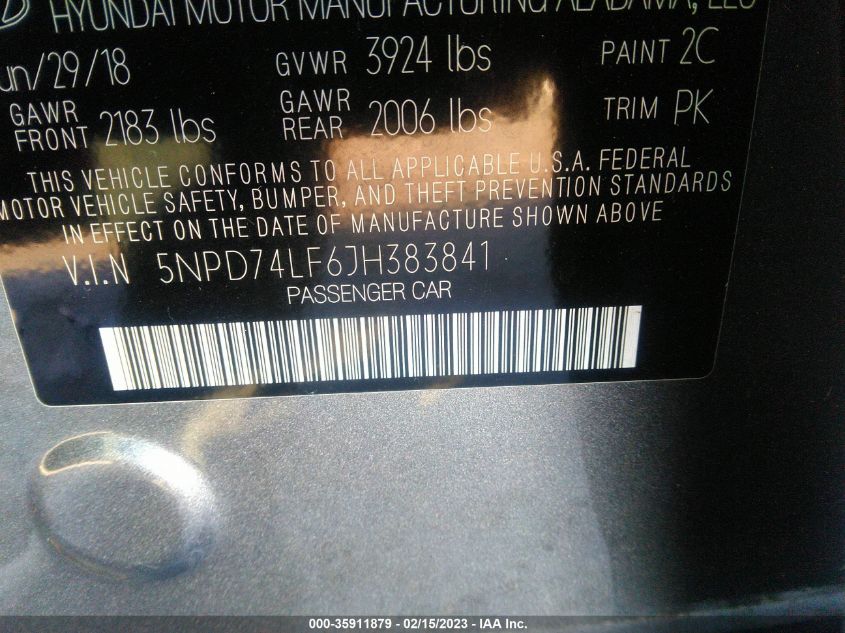 HYUNDAI MOTOR MANUFACTURING ALABAMA, LLC
un/29/18 GVWR 3924 lbs PAINT 2C
GAWR FRONT 2183 lbs GAWR REAR 2006 lbs TRIM PK
THIS VEHICLE CONFORMS TO ALL APPLICABLE U.S.A. FEDERAL
MOTOR VEHICLE SAFETY, BUMPER, AND THEFT PREVENTION STANDARDS
IN EFFECT ON THE DATE OF MANUFACTURE SHOWN ABOVE
V.I.N 5NPD74LF6JH383841
PASSENGER CAR
000-35911879 - 02/15/2023 - IAA Inc.